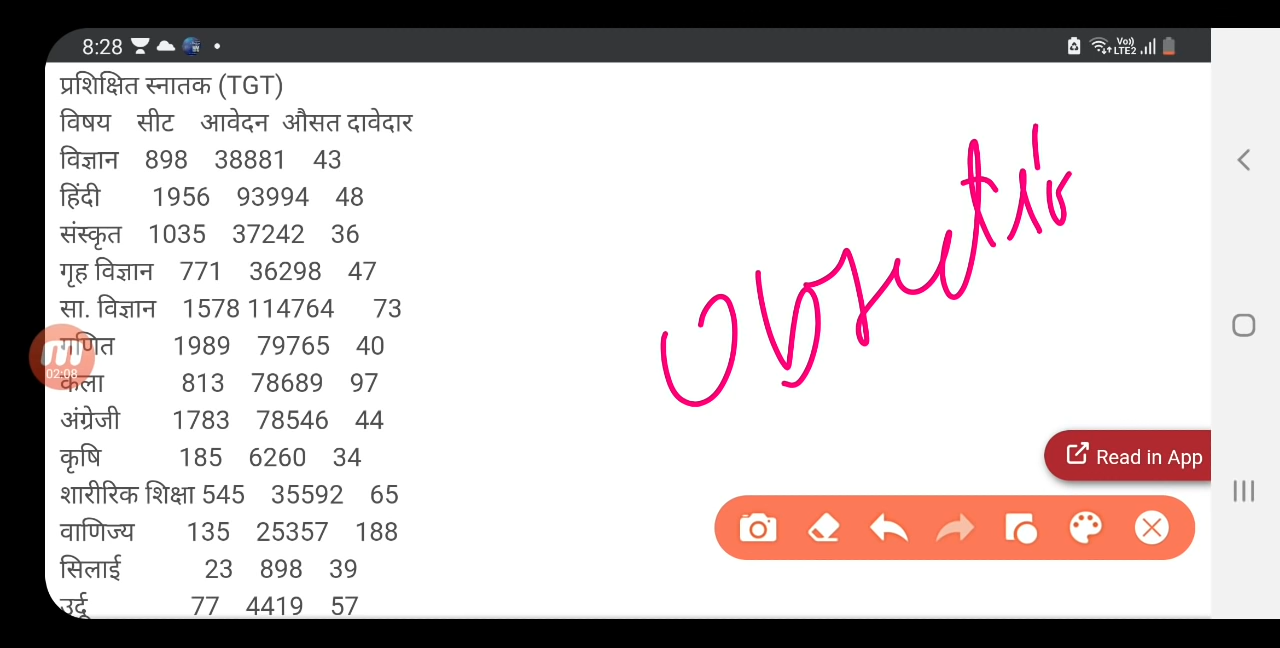 8:28
Vo)) LTE2
प्रशिक्षित स्नातक (TGT)
विषय सीट आवेदन औसत दावेदार
विज्ञान 898 38881 43
हिंदी 1956 93994 48
संस्कृत 1035 37242 36
गृह विज्ञान 771 36298 47
सा. विज्ञान 1578 114764 73
गणित 1989 79765 40
02:08
कला 813 78689 97
अंग्रेजी 1783 78546 44
कृषि 185 6260 34
शारीरिक शिक्षा 545 35592 65
वाणिज्य 135 25357 188
सिलाई 23 898 39
उर्दू 77 4419 57
Read in App